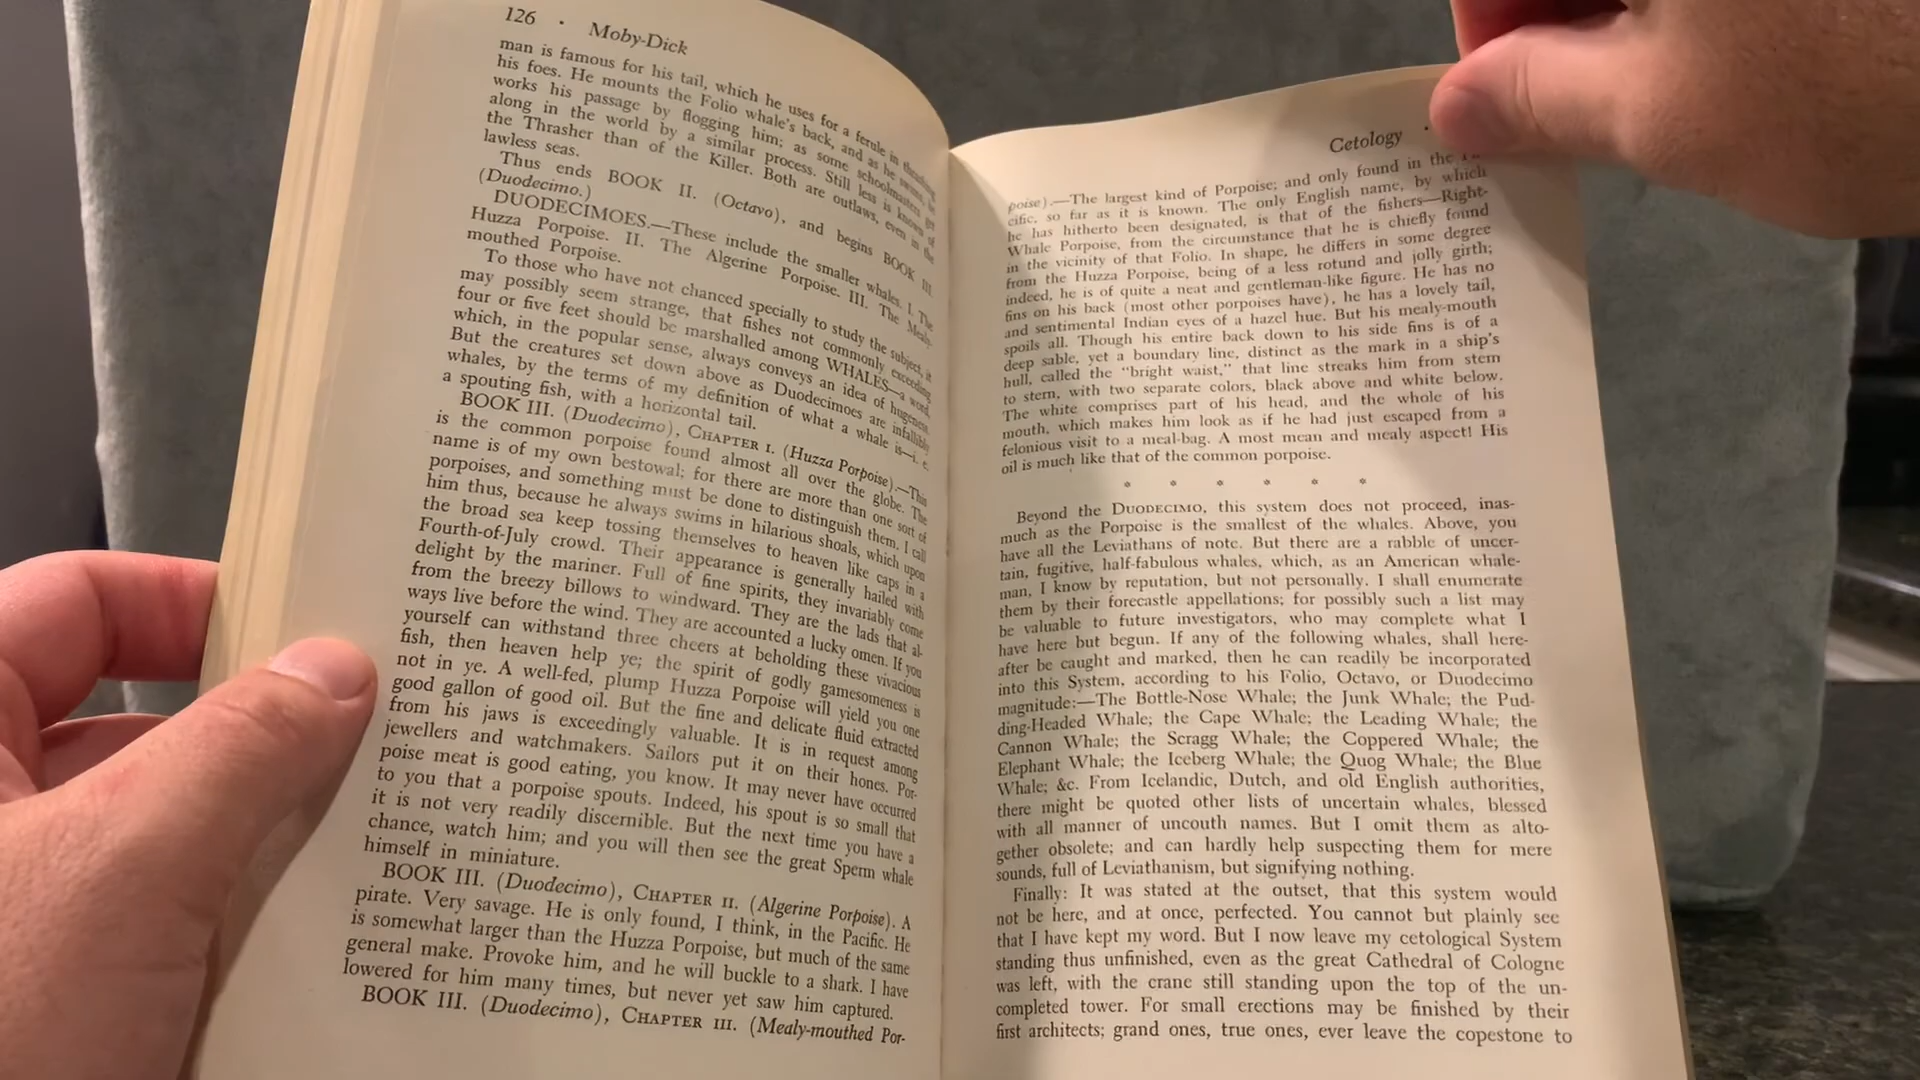 126 · Moby-Dick
man is famous for his tail, which he uses for a ferule in thrashing
his foes. He mounts the Folio whale's back, and as he swims, he
works his passage by flogging him; as some schoolmasters get
along in the world by a similar process. Still less is known of
the Thrasher than of the Killer. Both are outlaws, even in the
lawless seas.
Thus ends BOOK II. (Octavo), and begins BOOK III.
(Duodecimo.)
DUODECIMOES.—These include the smaller whales. I. The
Huzza Porpoise. II. The Algerine Porpoise. III. The Mealy-
mouthed Porpoise.
To those who have not chanced specially to study the subject, it
may possibly seem strange, that fishes not commonly exceeding
four or five feet should be marshalled among WHALES—a word,
which, in the popular sense, always conveys an idea of hugeness.
But the creatures set down above as Duodecimoes are infallibly
whales, by the terms of my definition of what a whale is—i. e.
a spouting fish, with a horizontal tail.
BOOK III. (Duodecimo), CHAPTER I. (Huzza Porpoise).—This
is the common porpoise found almost all over the globe. The
name is of my own bestowal; for there are more than one sort of
porpoises, and something must be done to distinguish them. I call
him thus, because he always swims in hilarious shoals, which upon
the broad sea keep tossing themselves to heaven like caps in a
Fourth-of-July crowd. Their appearance is generally hailed with
delight by the mariner. Full of fine spirits, they invariably come
from the breezy billows to windward. They are the lads that al-
ways live before the wind. They are accounted a lucky omen. If you
yourself can withstand three cheers at beholding these vivacious
fish, then heaven help ye; the spirit of godly gamesomeness is
not in ye. A well-fed, plump Huzza Porpoise will yield you one
good gallon of good oil. But the fine and delicate fluid extracted
from his jaws is exceedingly valuable. It is in request among
jewellers and watchmakers. Sailors put it on their hones. Por-
poise meat is good eating, you know. It may never have occurred
to you that a porpoise spouts. Indeed, his spout is so small that
it is not very readily discernible. But the next time you have a
chance, watch him; and you will then see the great Sperm whale
himself in miniature.
BOOK III. (Duodecimo), CHAPTER II. (Algerine Porpoise). A
pirate. Very savage. He is only found, I think, in the Pacific. He
is somewhat larger than the Huzza Porpoise, but much of the same
general make. Provoke him, and he will buckle to a shark. I have
lowered for him many times, but never yet saw him captured.
BOOK III. (Duodecimo), CHAPTER III. (Mealy-mouthed Por-
Cetology ·
poise).—The largest kind of Porpoise; and only found in the
cific, so far as it is known. The only English name, by which
he has hitherto been designated, is that of the fishers—Right-
Whale Porpoise, from the circumstance that he is chiefly found
in the vicinity of that Folio. In shape, he differs in some degree
from the Huzza Porpoise, being of a less rotund and jolly girth;
indeed, he is of quite a neat and gentleman-like figure. He has no
fins on his back (most other porpoises have), he has a lovely tail,
and sentimental Indian eyes of a hazel hue. But his mealy-mouth
spoils all. Though his entire back down to his side fins is of a
deep sable, yet a boundary line, distinct as the mark in a ship's
hull, called the "bright waist," that line streaks him from stem
to stern, with two separate colors, black above and white below.
The white comprises part of his head, and the whole of his
mouth, which makes him look as if he had just escaped from a
felonious visit to a meal-bag. A most mean and mealy aspect! His
oil is much like that of the common porpoise.
* * * * * *
Beyond the DUODECIMO, this system does not proceed, inas-
much as the Porpoise is the smallest of the whales. Above, you
have all the Leviathans of note. But there are a rabble of uncer-
tain, fugitive, half-fabulous whales, which, as an American whale-
man, I know by reputation, but not personally. I shall enumerate
them by their forecastle appellations; for possibly such a list may
be valuable to future investigators, who may complete what I
have here but begun. If any of the following whales, shall here-
after be caught and marked, then he can readily be incorporated
into this System, according to his Folio, Octavo, or Duodecimo
magnitude:—The Bottle-Nose Whale; the Junk Whale; the Pud-
ding-Headed Whale; the Cape Whale; the Leading Whale; the
Cannon Whale; the Scragg Whale; the Coppered Whale; the
Elephant Whale; the Iceberg Whale; the Quog Whale; the Blue
Whale; &c. From Icelandic, Dutch, and old English authorities,
there might be quoted other lists of uncertain whales, blessed
with all manner of uncouth names. But I omit them as alto-
gether obsolete; and can hardly help suspecting them for mere
sounds, full of Leviathanism, but signifying nothing.
Finally: It was stated at the outset, that this system would
not be here, and at once, perfected. You cannot but plainly see
that I have kept my word. But I now leave my cetological System
standing thus unfinished, even as the great Cathedral of Cologne
was left, with the crane still standing upon the top of the un-
completed tower. For small erections may be finished by their
first architects; grand ones, true ones, ever leave the copestone to